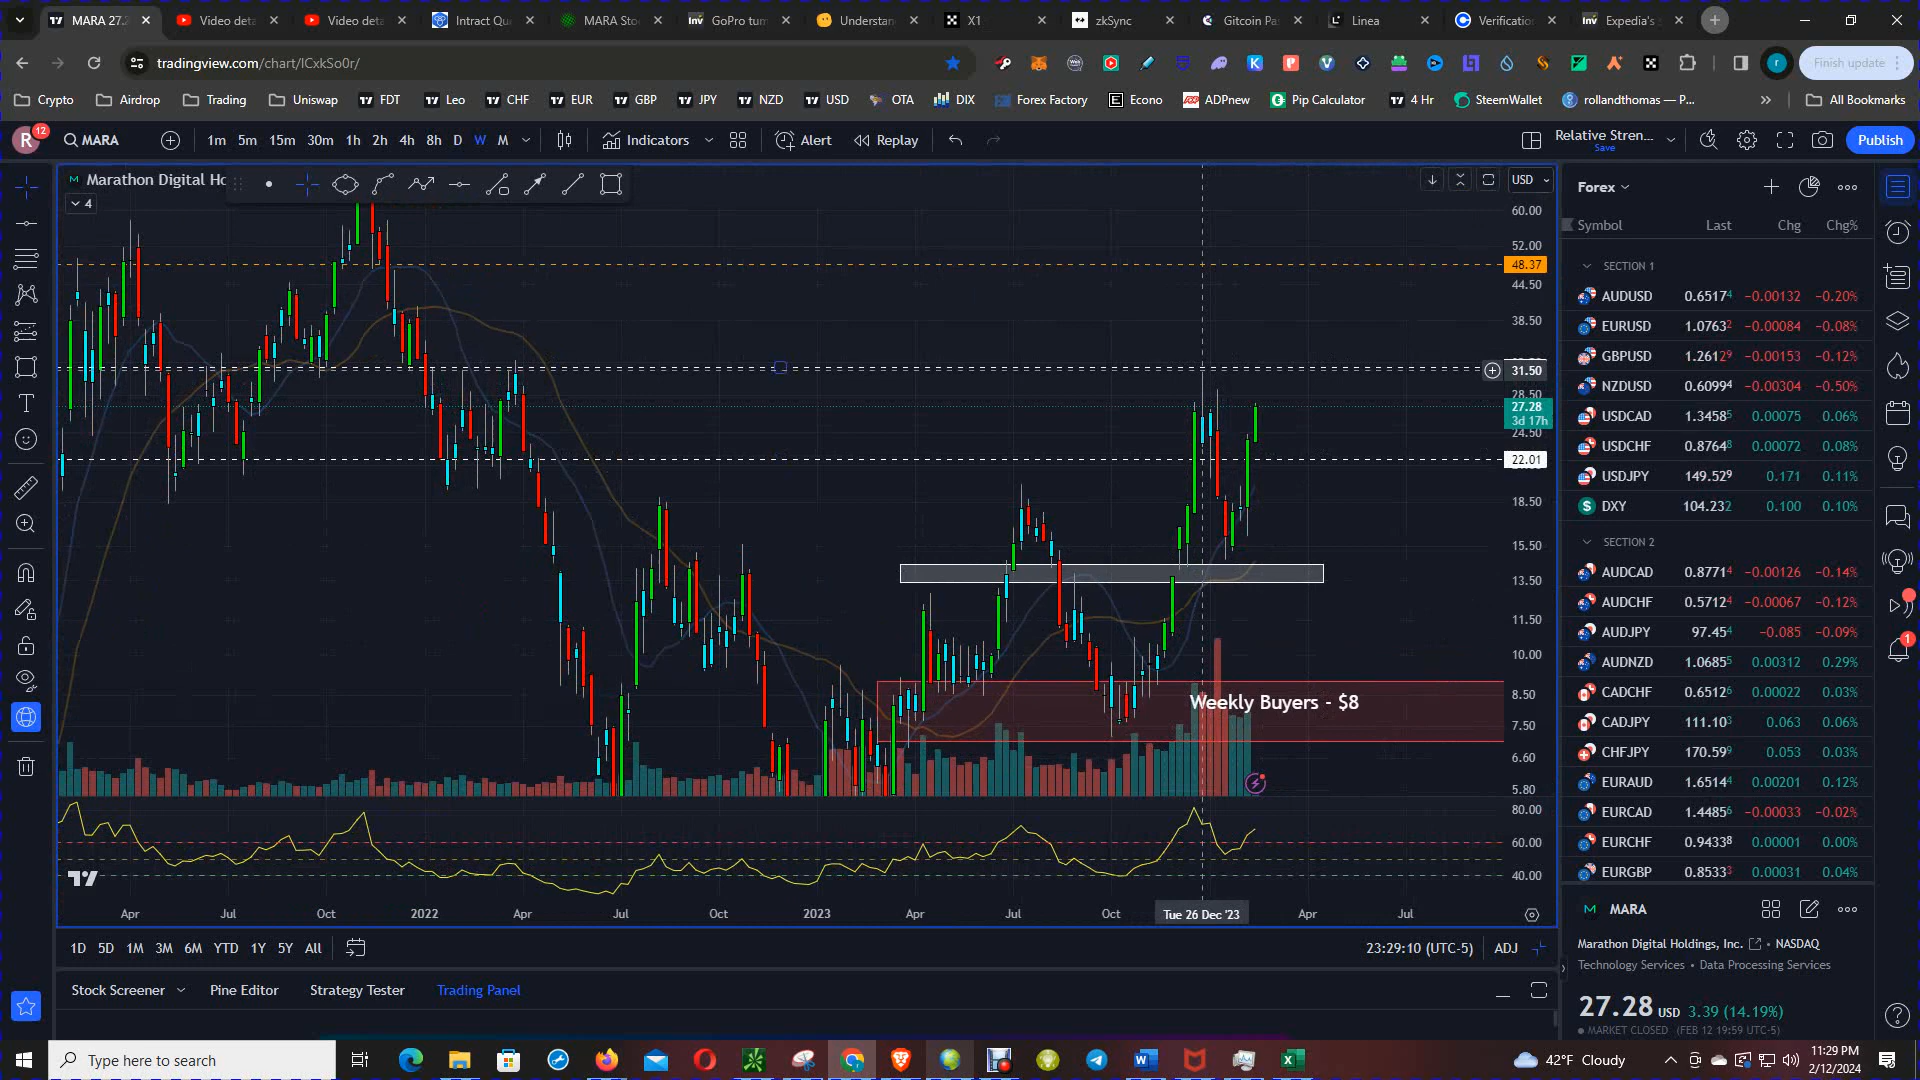 MARA 27.2
Video deta
Video deta
Intract Que
MARA Stoc
GoPro turn
Understan
X1
zkSync
Gitcoin Pas
Linea
Verificatio
Expedia's
tradingview.com/chart/lCxkSo0r/
Finish update
Crypto
Airdrop
Trading
Uniswap
FDT
Leo
CHF
EUR
GBP
JPY
NZD
USD
OTA
DIX
Forex Factory
Econo
ADPnew
Pip Calculator
4 Hr
SteemWallet
rollandthomas — P...
All Bookmarks
R 12
MARA
1m 5m 15m 30m 1h 2h 4h 8h D W M
Indicators
Alert
Replay
Relative Stren...
Save
Publish
Marathon Digital Ho
4
USD
60.00
52.00
48.37
44.50
38.50
31.50
28.50
27.28
3d 17h
24.50
22.01
18.50
15.50
13.50
11.50
10.00
8.50
7.50
6.60
5.80
80.00
60.00
40.00
Weekly Buyers - $8
Apr Jul Oct 2022 Apr Jul Oct 2023 Apr Jul Oct Tue 26 Dec '23 Apr Jul
1D 5D 1M 3M 6M YTD 1Y 5Y All
23:29:10 (UTC-5) ADJ
Stock Screener
Pine Editor
Strategy Tester
Trading Panel
Forex
Symbol Last Chg Chg%
SECTION 1
AUDUSD 0.65174 −0.00132 −0.20%
EURUSD 1.07632 −0.00084 −0.08%
GBPUSD 1.26129 −0.00153 −0.12%
NZDUSD 0.60994 −0.00304 −0.50%
USDCAD 1.34585 0.00075 0.06%
USDCHF 0.87648 0.00072 0.08%
USDJPY 149.529 0.171 0.11%
DXY 104.232 0.100 0.10%
SECTION 2
AUDCAD 0.87714 −0.00126 −0.14%
AUDCHF 0.57124 −0.00067 −0.12%
AUDJPY 97.454 −0.085 −0.09%
AUDNZD 1.06855 0.00312 0.29%
CADCHF 0.65126 0.00022 0.03%
CADJPY 111.103 0.063 0.06%
CHFJPY 170.599 0.053 0.03%
EURAUD 1.65144 0.00201 0.12%
EURCAD 1.44856 −0.00033 −0.02%
EURCHF 0.94338 0.00001 0.00%
EURGBP 0.85333 0.00031 0.04%
MARA
Marathon Digital Holdings, Inc. • NASDAQ
Technology Services • Data Processing Services
27.28 USD 3.39 (14.19%)
MARKET CLOSED (FEB 12 19:59 UTC-5)
Type here to search
42°F Cloudy
11:29 PM
2/12/2024